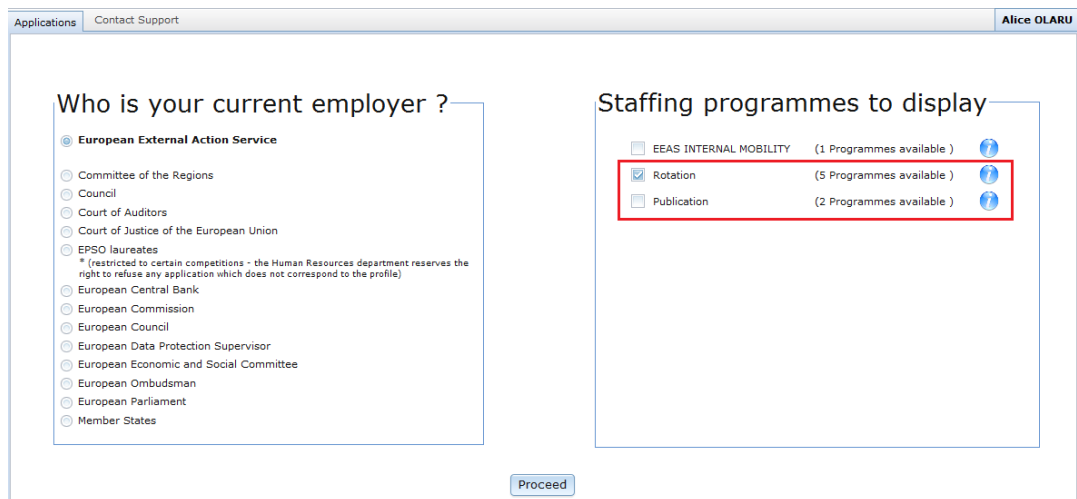 Applications
Contact Support
Alice OLARU
Who is your current employer ?
European External Action Service
Committee of the Regions
Council
Court of Auditors
Court of Justice of the European Union
EPSO laureates
* (restricted to certain competitions - the Human Resources department reserves the
right to refuse any application which does not correspond to the profile)
European Central Bank
European Commission
European Council
European Data Protection Supervisor
European Economic and Social Committee
European Ombudsman
European Parliament
Member States
Staffing programmes to display
EEAS INTERNAL MOBILITY (1 Programmes available ) i
Rotation (5 Programmes available ) i
Publication (2 Programmes available ) i
Proceed